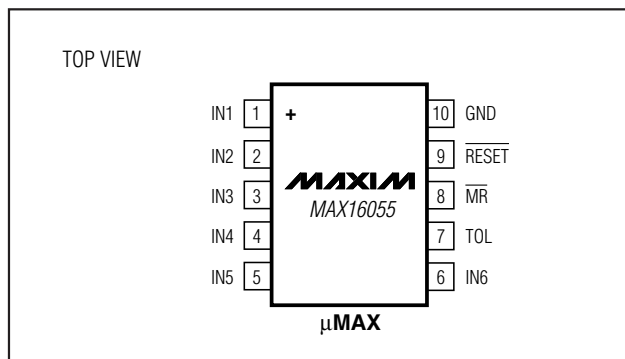 TOP VIEW
IN1 1 + 10 GND
IN2 2 9 RESET
IN3 3 MAXIM 8 MR
MAX16055
IN4 4 7 TOL
IN5 5 6 IN6
µMAX